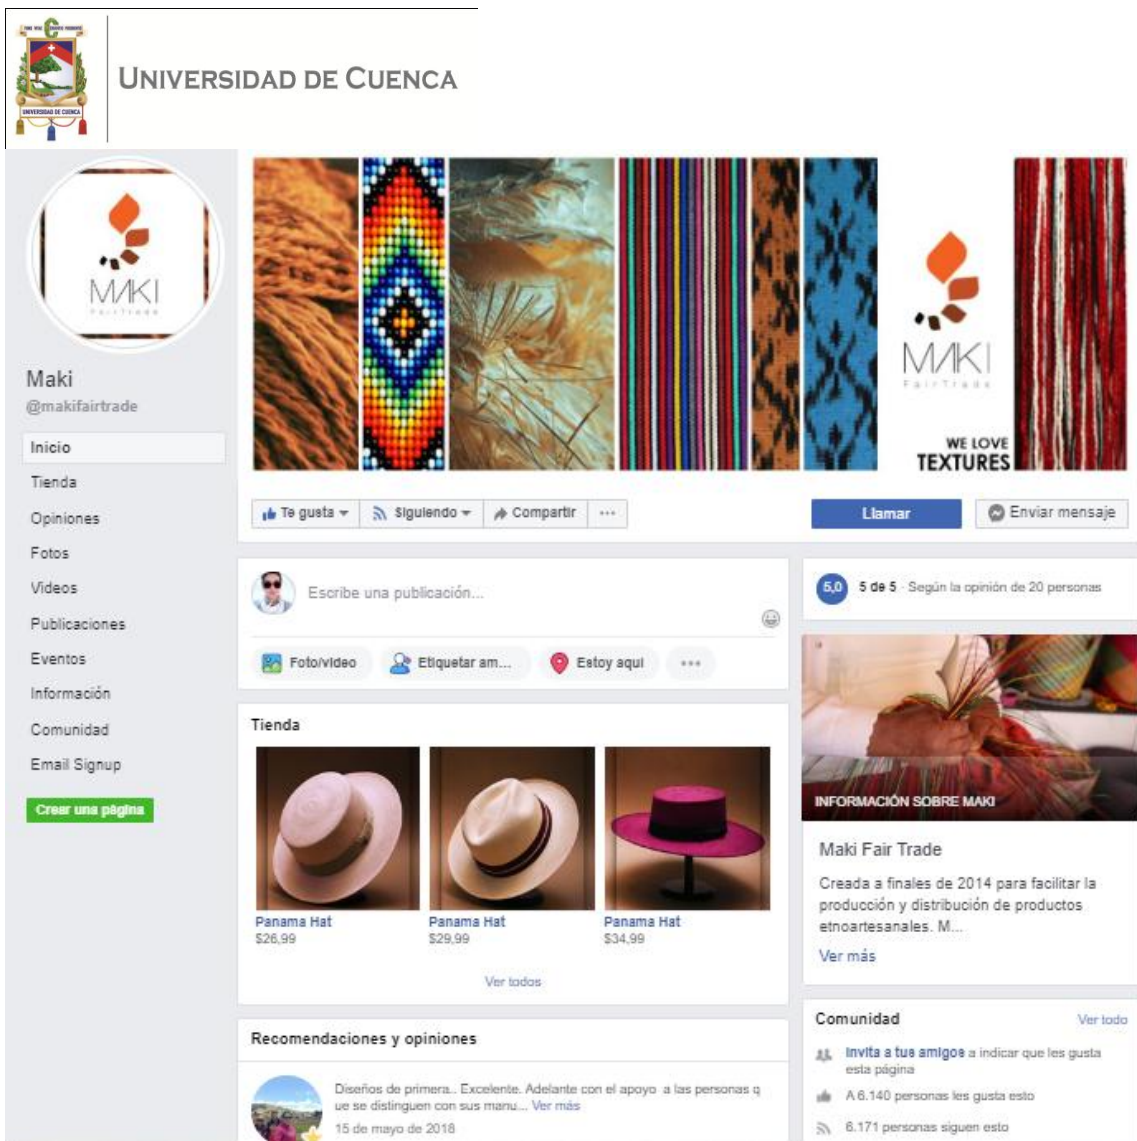 UNIVERSIDAD DE CUENCA
UNIVERSIDAD DE CUENCA
MAKI
FairTrade
MAKI
FairTrade
WE LOVE
TEXTURES
Maki
@makifairtrade
Inicio
Tienda
Opiniones
Fotos
Videos
Publicaciones
Eventos
Información
Comunidad
Email Signup
Crear una página
Te gusta
Siguiendo
Compartir
Llamar
Enviar mensaje
Escribe una publicación...
Foto/video
Etiquetar am...
Estoy aquí
Tienda
Panama Hat
$26,99
Panama Hat
$29,99
Panama Hat
$34,99
Ver todos
Recomendaciones y opiniones
Diseños de primera.. Excelente. Adelante con el apoyo a las personas q
ue se distinguen con sus manu... Ver más
15 de mayo de 2018
5,0
5 de 5 · Según la opinión de 20 personas
INFORMACIÓN SOBRE MAKI
Maki Fair Trade
Creada a finales de 2014 para facilitar la
producción y distribución de productos
etnoartesanales. M...
Ver más
Comunidad
Ver todo
Invita a tus amigos a indicar que les gusta
esta página
A 6.140 personas les gusta esto
6.171 personas siguen esto